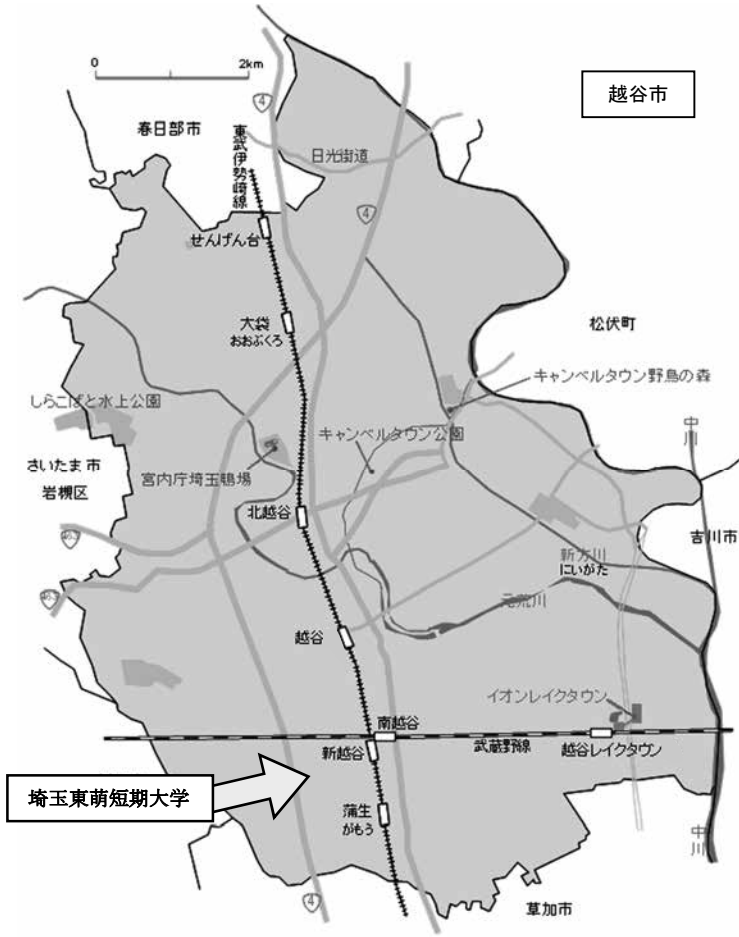 0 2km
越谷市
4
春日部市
東武伊勢崎線
日光街道
4
せんげん台
大袋
おおぶくろ
松伏町
キャンベルタウン野鳥の森
しらこばと水上公園
キャンベルタウン公園
中川
さいたま市
岩槻区
宮内庁埼玉鴨場
北越谷
吉川市
新方川
にいがた
元荒川
越谷
イオンレイクタウン
南越谷
新越谷
武蔵野線
越谷レイクタウン
埼玉東萌短期大学
蒲生
がもう
中川
4
草加市